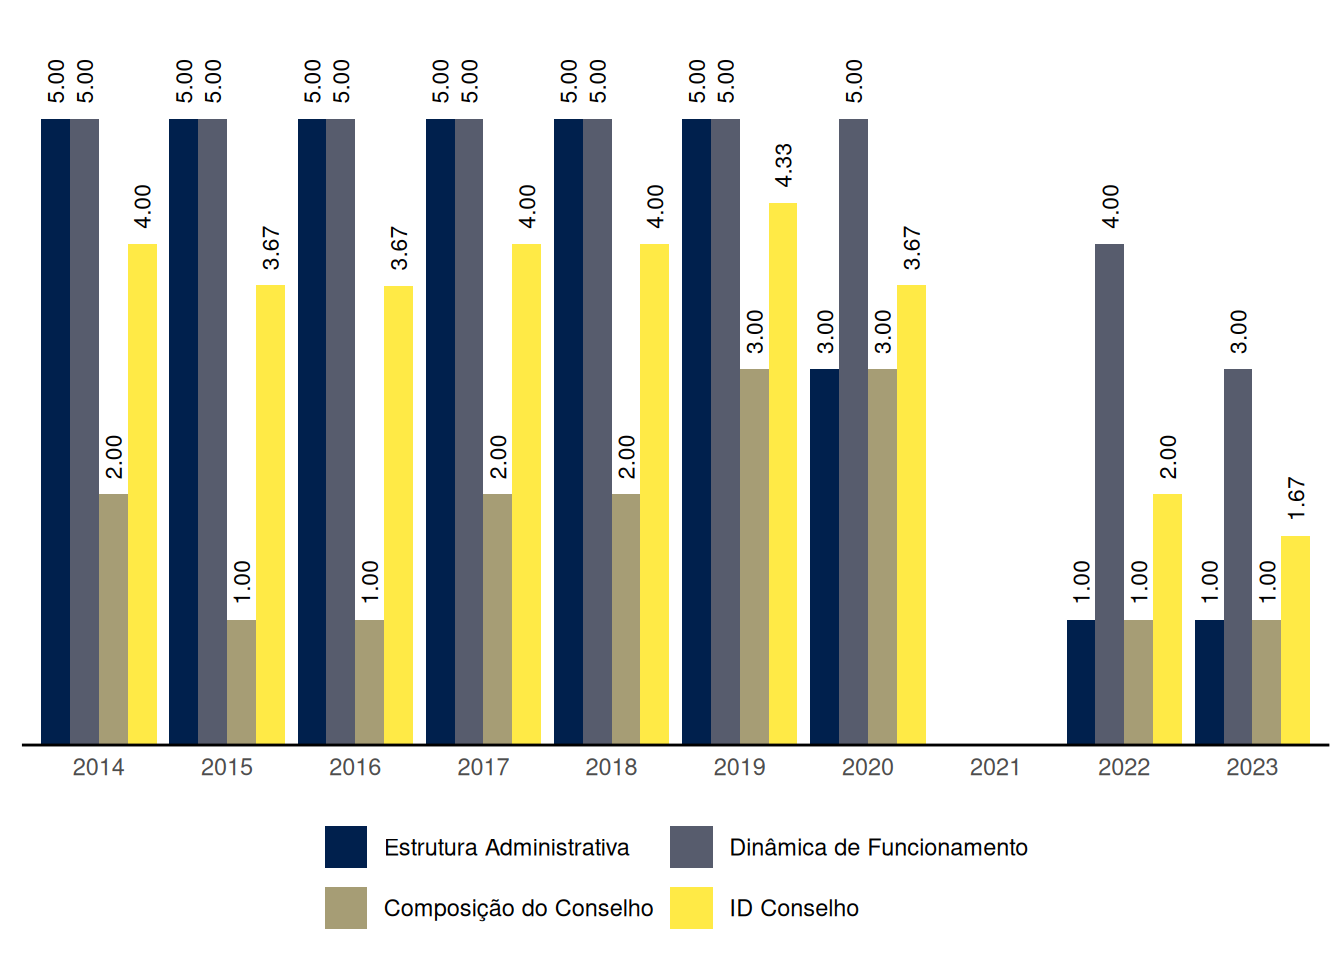 5.00 5.00 2.00 4.00
5.00 5.00 1.00 3.67
5.00 5.00 1.00 3.67
5.00 5.00 2.00 4.00
5.00 5.00 2.00 4.00
5.00 5.00 3.00 4.33
3.00 5.00 3.00 3.67
1.00 4.00 1.00 2.00
1.00 3.00 1.00 1.67
2014 2015 2016 2017 2018 2019 2020 2021 2022 2023
Estrutura Administrativa Dinâmica de Funcionamento
Composição do Conselho ID Conselho